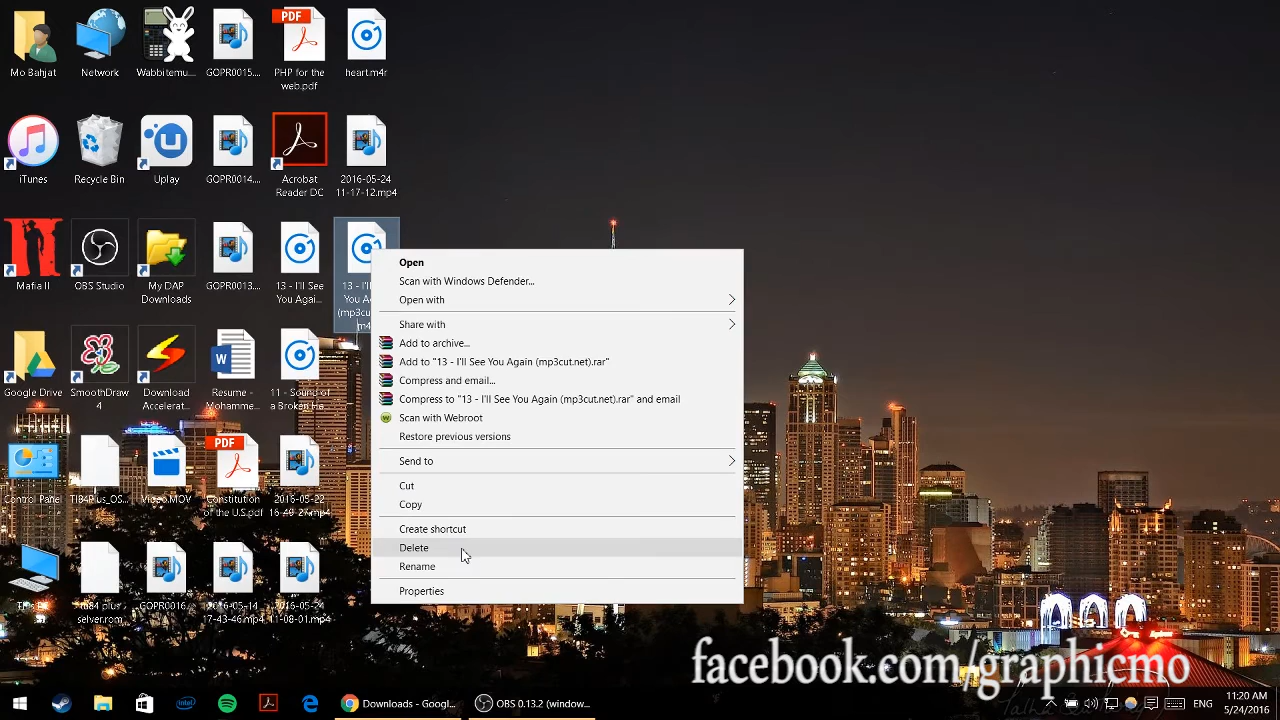 Mo Bahjat
Network
Wabbitemu...
GOPR0015....
PDF
PHP for the
web.pdf
heart.m4r
iTunes
Recycle Bin
Uplay
GOPR0014....
Acrobat
Reader DC
2016-05-24
11-17-12.mp4
Mafia II
OBS Studio
My DAP
Downloads
GOPR0013....
13 - I'll See
You Agai...
13 - I'll
You A
(mp3cu
m4
Google Drive
SmoothDraw
4
Download
Accelerat...
Resume -
Mohamme...
11 - Sound of
a Broken He
Control Panel
TI84Plus_OS...
Video.MOV
PDF
Constitution
of the U.S.pdf
2016-05-22
16-49-27.mp4
ti84 plus
selver.rom
GOPR0016....
2016-05-14
17-43-46.mp4
2016-05-24
11-08-01.mp4
Open
Scan with Windows Defender...
Open with
Share with
Add to archive...
Add to "13 - I'll See You Again (mp3cut.net).rar"
Compress and email...
Compress to "13 - I'll See You Again (mp3cut.net).rar" and email
Scan with Webroot
Restore previous versions
Send to
Cut
Copy
Create shortcut
Delete
Rename
Properties
facebook.com/graphicmo
Downloads - Googl...
OBS 0.13.2 (window...
ENG
11:20 AM
5/24/2016